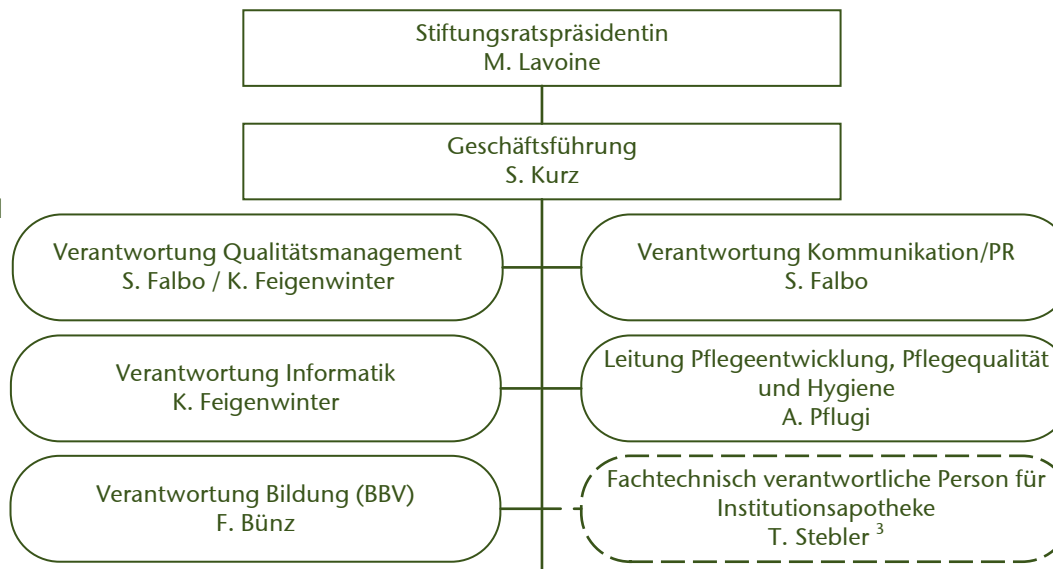 Stiftungsratspräsidentin
M. Lavoine
Geschäftsführung
S. Kurz
Verantwortung Qualitätsmanagement
S. Falbo / K. Feigenwinter
Verantwortung Kommunikation/PR
S. Falbo
Verantwortung Informatik
K. Feigenwinter
Leitung Pflegeentwicklung, Pflegequalität
und Hygiene
A. Pflugi
Verantwortung Bildung (BBV)
F. Bünz
Fachtechnisch verantwortliche Person für
Institutionsapotheke
T. Stebler ³